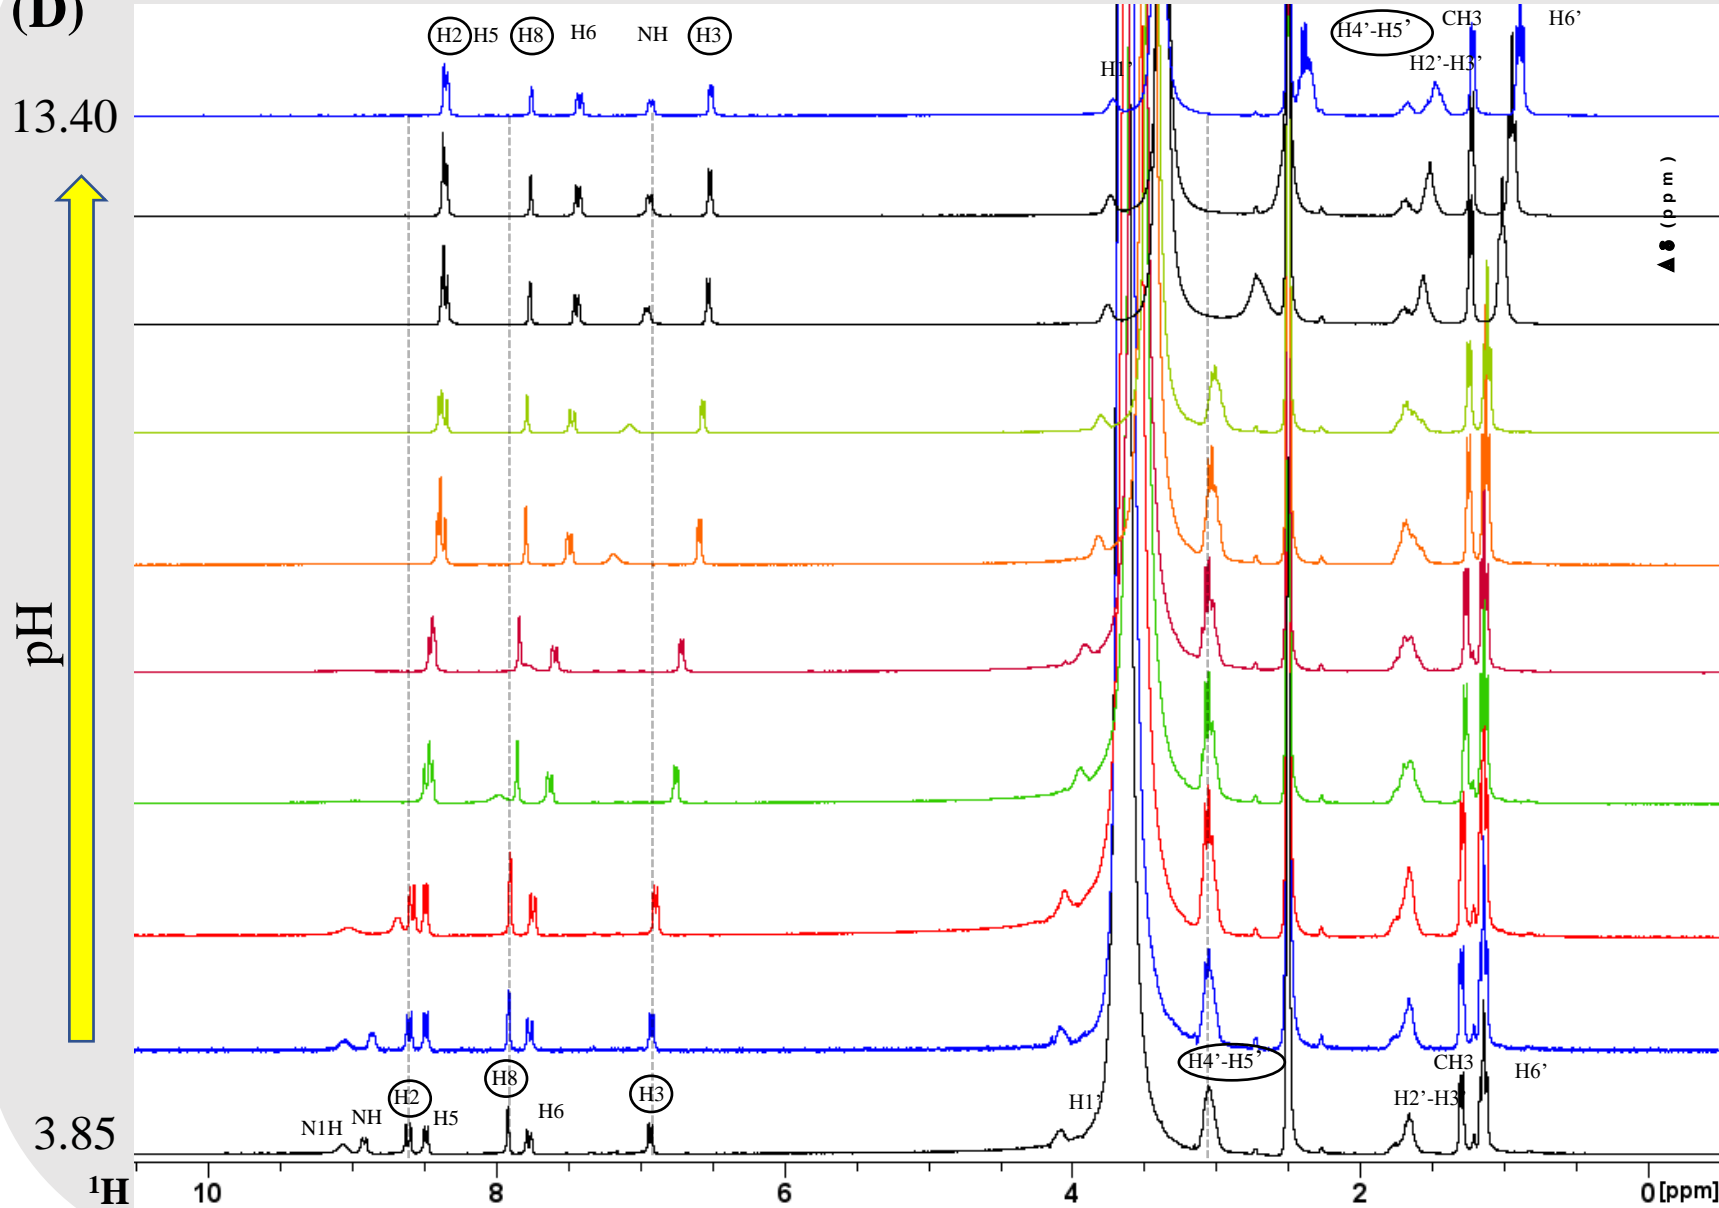 (D)
H2 H5 H8 H6 NH H3 H4'-H5' CH3 H6'
H1' H2'-H3'
13.40
▲δ (ppm)
pH
H4'-H5' CH3 H6'
H8
H2 H3 H1' H2'-H3'
N1H NH H5 H6
3.85
10 8 6 4 2 0 [ppm]
¹H